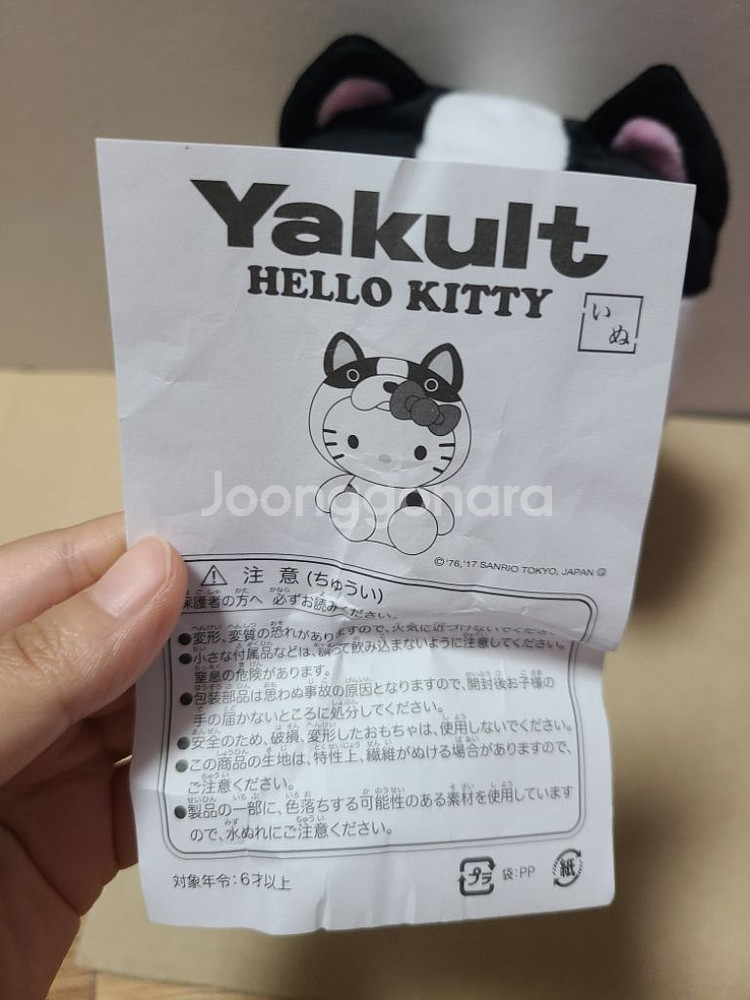 Yakult
HELLO KITTY
いぬ
Joonggonara
©'76,'17 SANRIO TOKYO, JAPAN
注意(ちゅうい)
保護者の方へ 必ずお読みください。
●変形、変質の恐れがありますので、火気に近づけないでください。
●小さな付属品などは、誤って飲み込まないように注意してください。
窒息の危険があります。
●包装部品は思わぬ事故の原因となりますので、開封後お子様の
手の届かないところに処分してください。
●安全のため、破損、変形したおもちゃは、使用しないでください。
●この商品の生地は、特性上、繊維がぬける場合がありますので、
ご注意ください。
●製品の一部に、色落ちする可能性のある素材を使用しています
ので、水ぬれにご注意ください。
対象年令:6才以上
プラ 袋:PP 紙